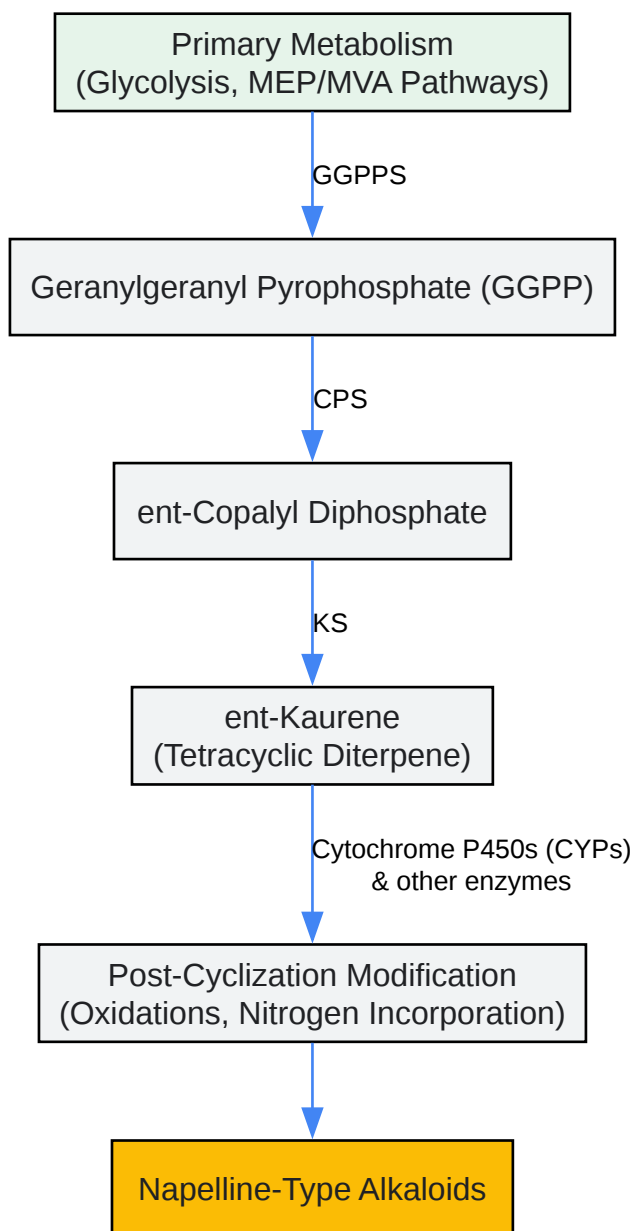 Primary Metabolism
(Glycolysis, MEP/MVA Pathways)
GGPPS
Geranylgeranyl Pyrophosphate (GGPP)
CPS
ent-Copalyl Diphosphate
KS
ent-Kaurene
(Tetracyclic Diterpene)
Cytochrome P450s (CYPs)
& other enzymes
Post-Cyclization Modification
(Oxidations, Nitrogen Incorporation)
Napelline-Type Alkaloids